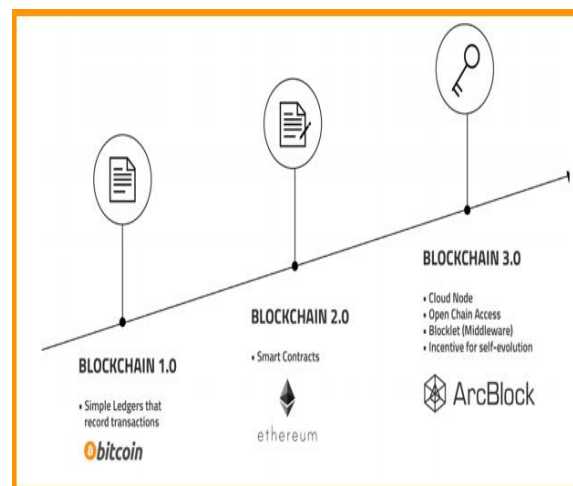 BLOCKCHAIN 1.0
• Simple Ledgers that
record transactions
bitcoin
BLOCKCHAIN 2.0
• Smart Contracts
ethereum
BLOCKCHAIN 3.0
• Cloud Node
• Open Chain Access
• Blocklet (Middleware)
• Incentive for self-evolution
ArcBlock